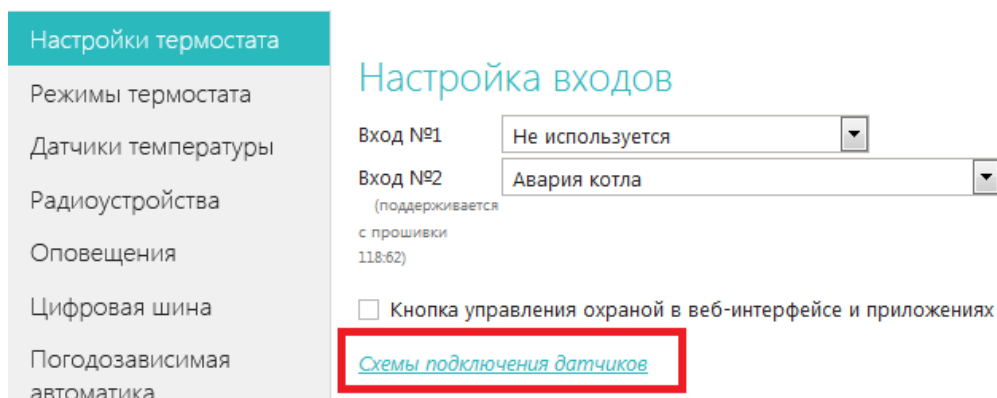 Настройки термостата
Режимы термостата
Датчики температуры
Радиоустройства
Оповещения
Цифровая шина
Погодозависимая
автоматика
Настройка входов
Вход №1 Не используется
Вход №2 Авария котла
(поддерживается
с прошивки
118:62)
Кнопка управления охраной в веб-интерфейсе и приложениях
Схемы подключения датчиков